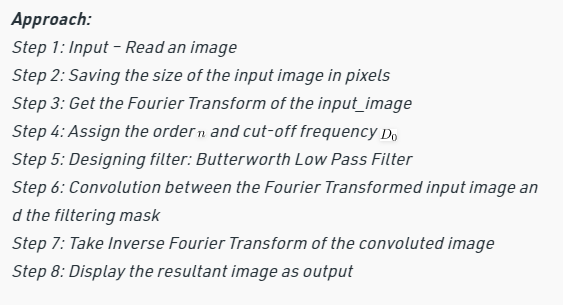 Approach:
Step 1: Input – Read an image
Step 2: Saving the size of the input image in pixels
Step 3: Get the Fourier Transform of the input_image
Step 4: Assign the order n and cut-off frequency D₀
Step 5: Designing filter: Butterworth Low Pass Filter
Step 6: Convolution between the Fourier Transformed input image an
d the filtering mask
Step 7: Take Inverse Fourier Transform of the convoluted image
Step 8: Display the resultant image as output